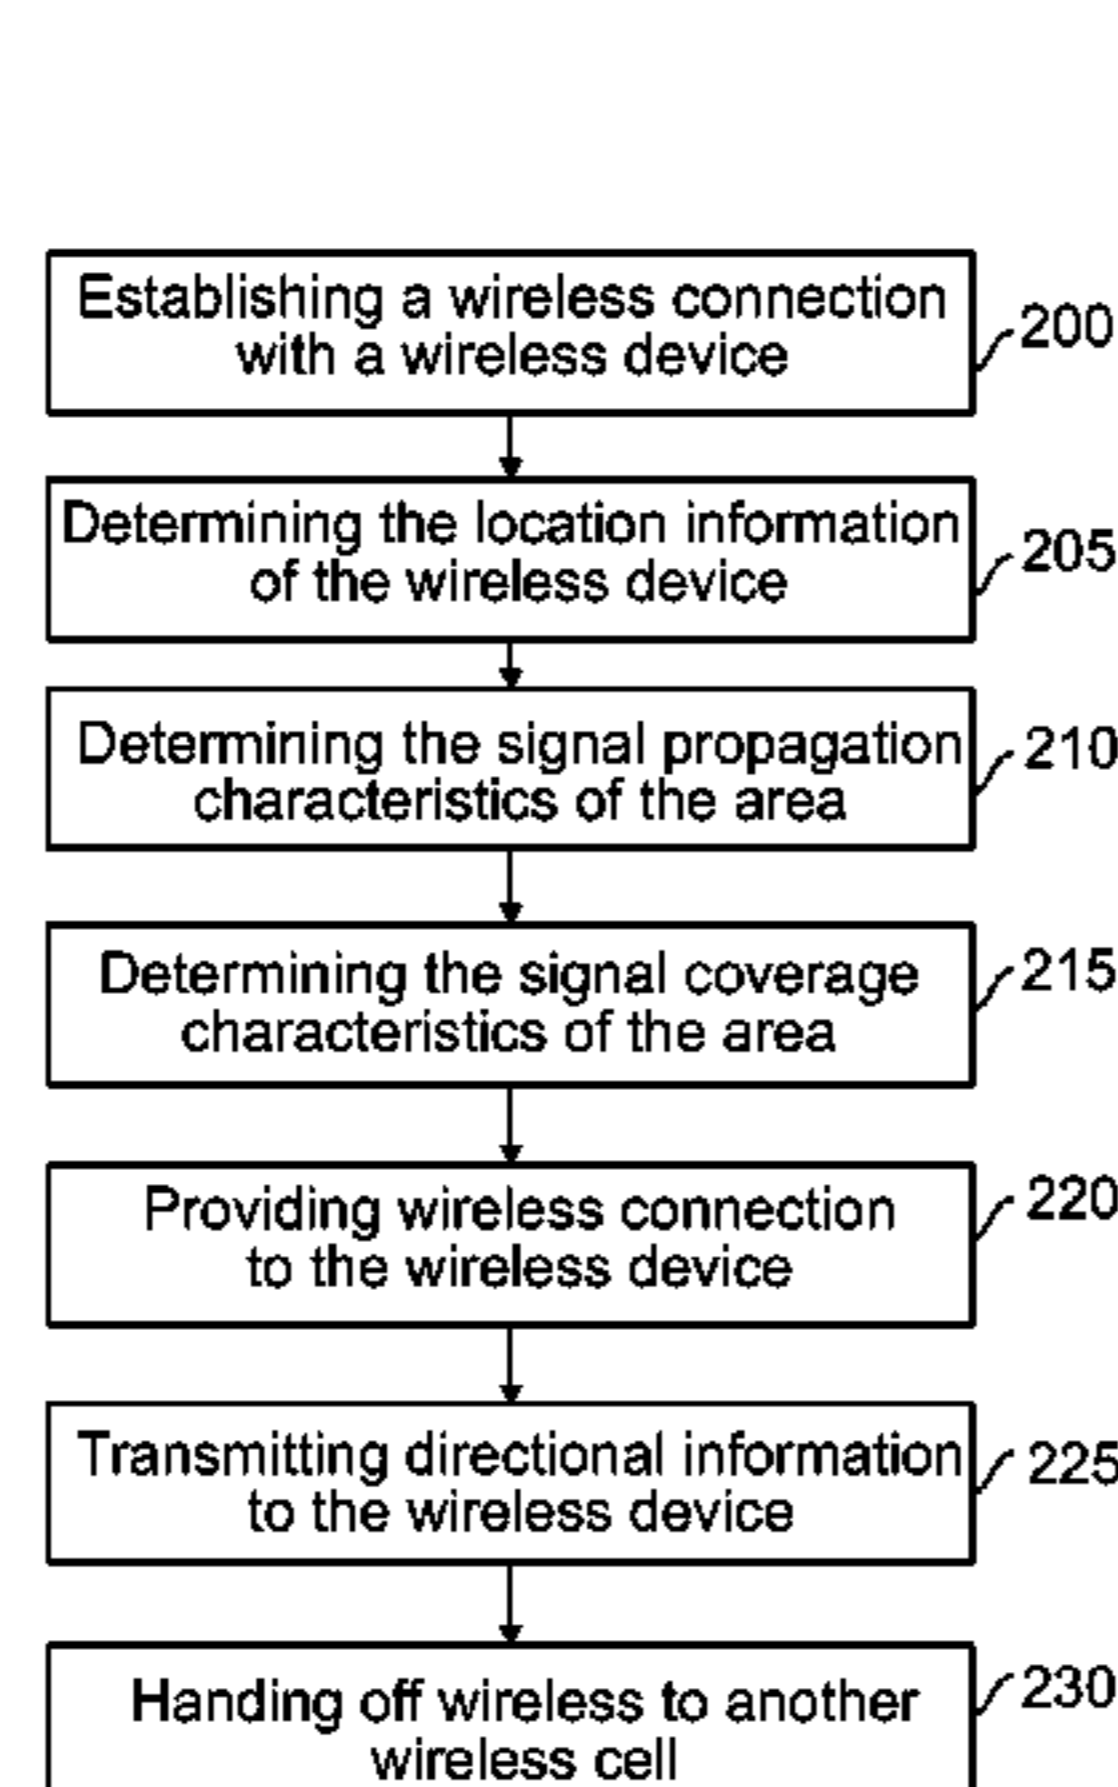 Establishing a wireless connection
with a wireless device
200
Determining the location information
of the wireless device
205
Determining the signal propagation
characteristics of the area
210
Determining the signal coverage
characteristics of the area
215
Providing wireless connection
to the wireless device
220
Transmitting directional information
to the wireless device
225
Handing off wireless to another
wireless cell
230